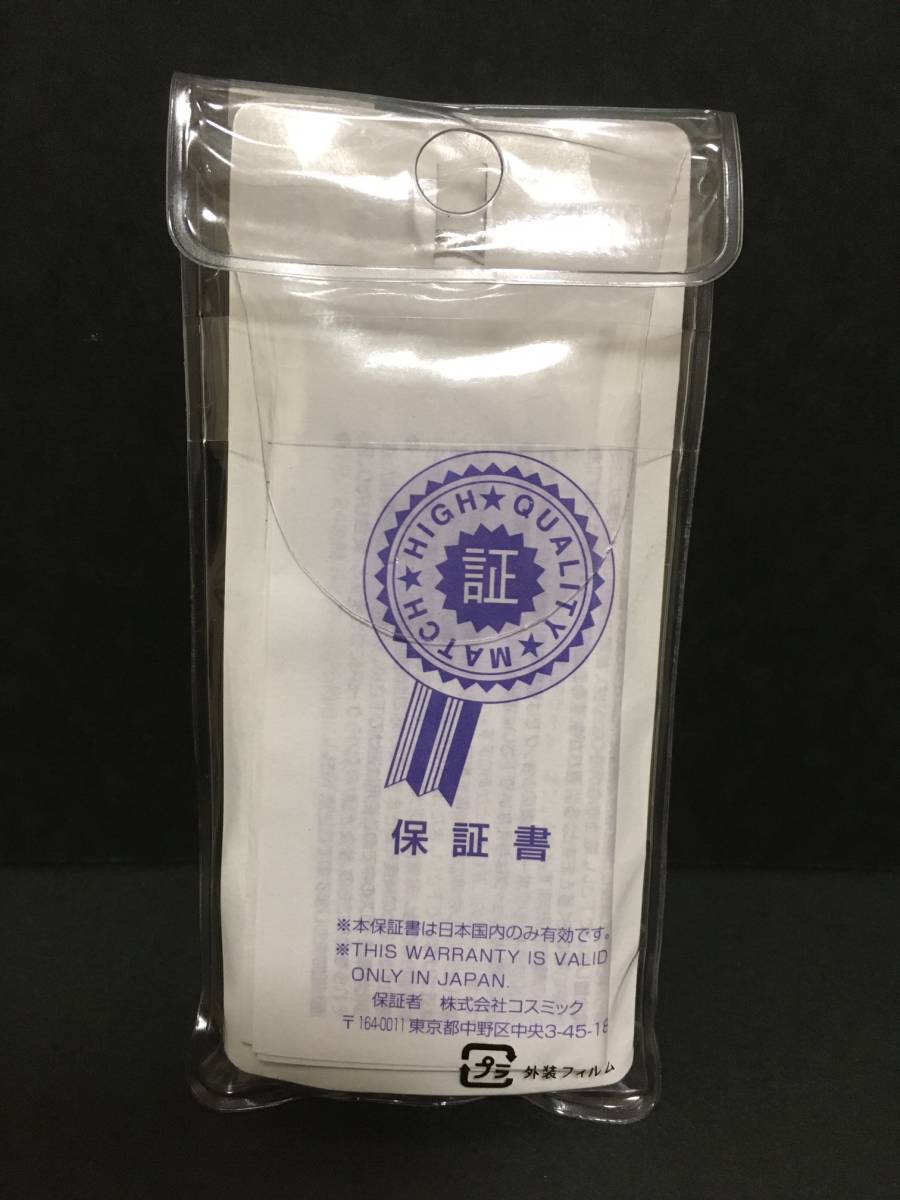 HIGH★QUALITY★MATCH★
証
保証書
※本保証書は日本国内のみ有効です。
※THIS WARRANTY IS VALID
ONLY IN JAPAN.
保証者 株式会社コスミック
〒164-0011 東京都中野区中央3-45-18
プラ 外装フィルム